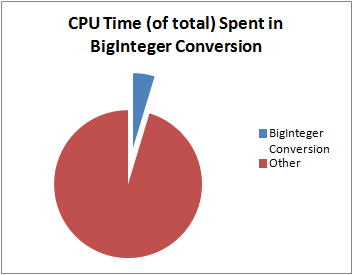 CPU Time (of total) Spent in
BigInteger Conversion
BigInteger
Conversion
Other